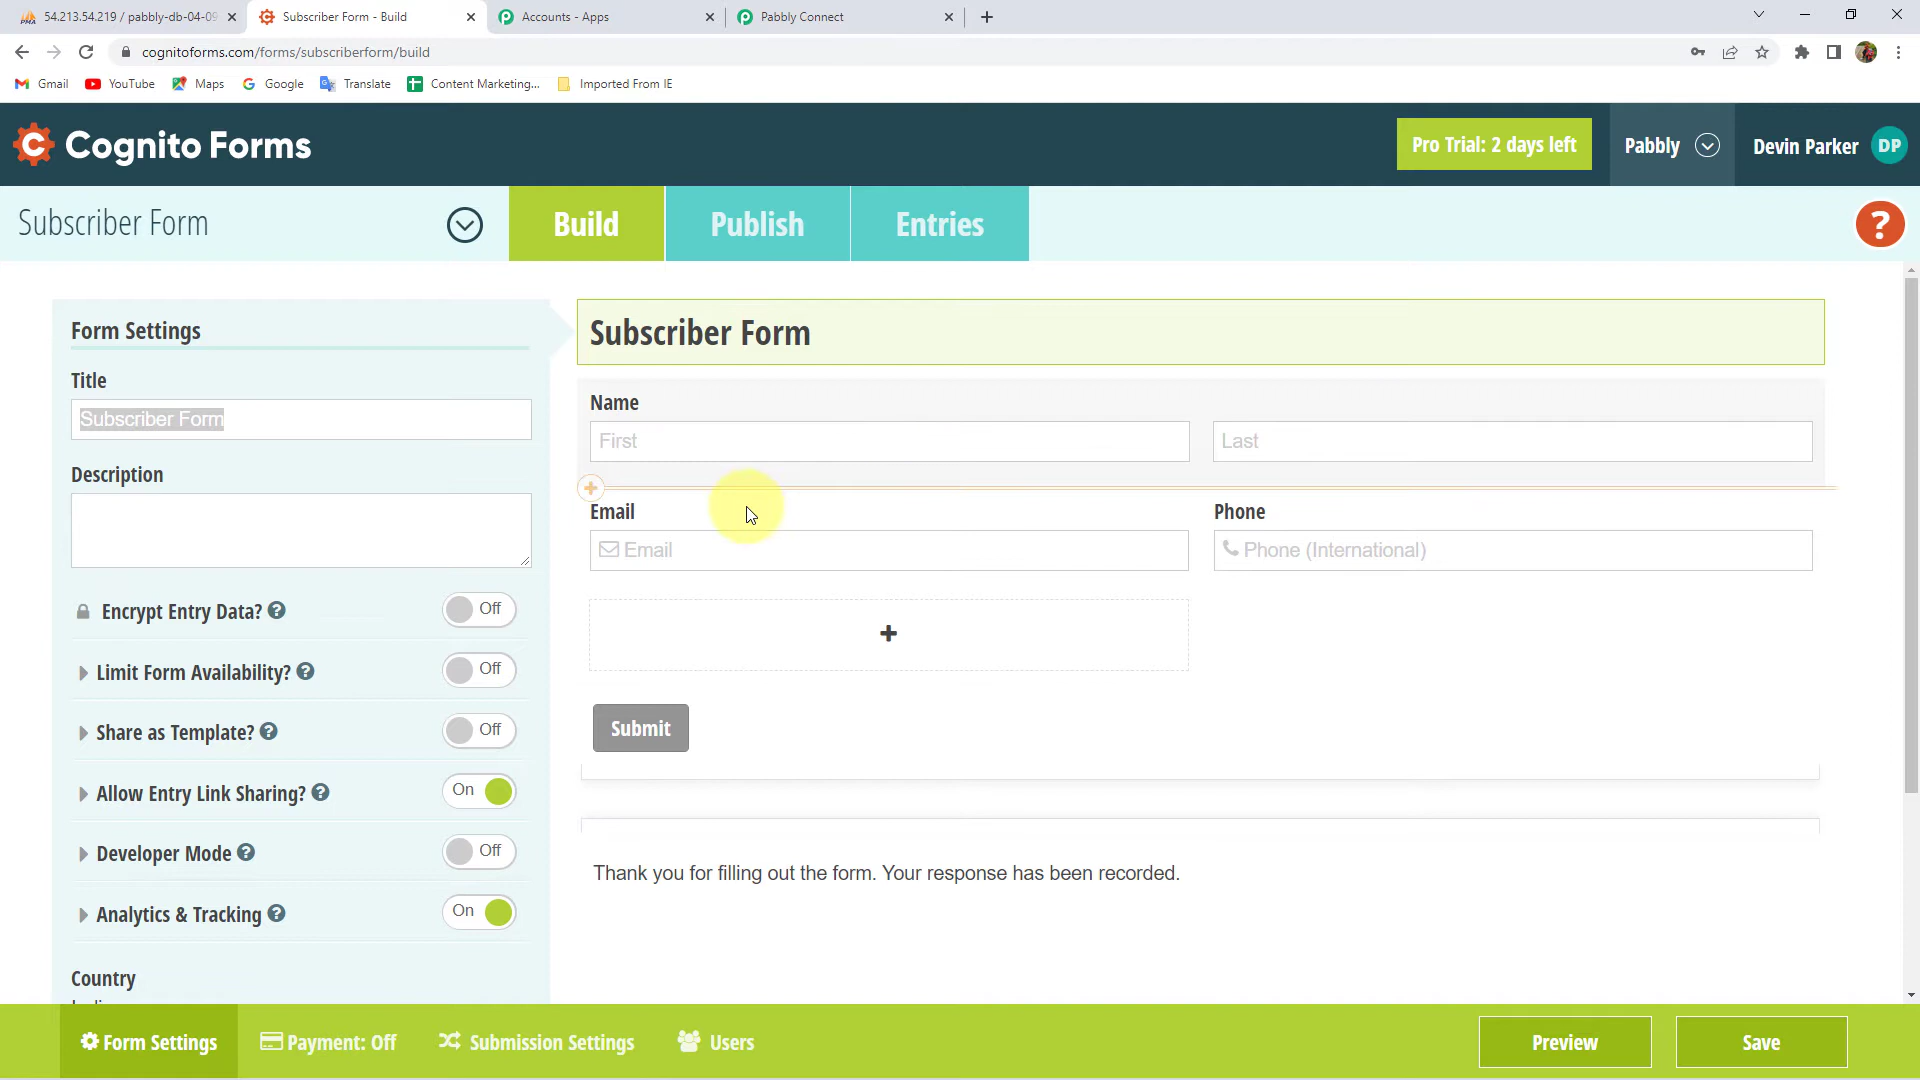 54.213.54.219 / pabbly-db-04-09
Subscriber Form - Build
Accounts - Apps
Pabbly Connect
cognitoforms.com/forms/subscriberform/build
Gmail
YouTube
Maps
Google
Translate
Content Marketing...
Imported From IE
Cognito Forms
Pro Trial: 2 days left
Pabbly
Devin Parker
DP
Subscriber Form
Build
Publish
Entries
?
Form Settings
Title
Subscriber Form
Description
Encrypt Entry Data?
Off
Limit Form Availability?
Off
Share as Template?
Off
Allow Entry Link Sharing?
On
Developer Mode
Off
Analytics & Tracking
On
Country
Subscriber Form
Name
First
Last
Email
Email
Phone
Phone (International)
Submit
Thank you for filling out the form. Your response has been recorded.
Form Settings
Payment: Off
Submission Settings
Users
Preview
Save